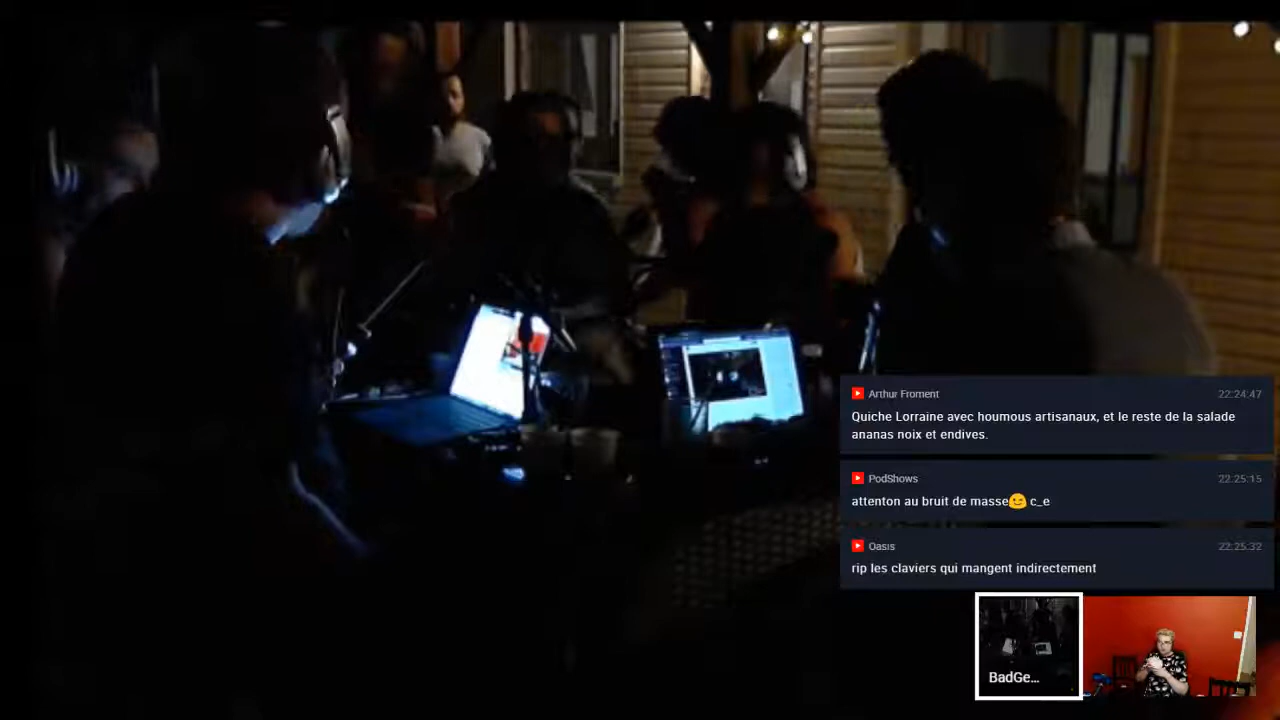 Arthur Froment 22:24:47
Quiche Lorraine avec houmous artisanaux, et le reste de la salade
ananas noix et endives.
PodShows 22:25:15
attenton au bruit de masse😉 c_e
Oasis 22:25:32
rip les claviers qui mangent indirectement
BadGe...